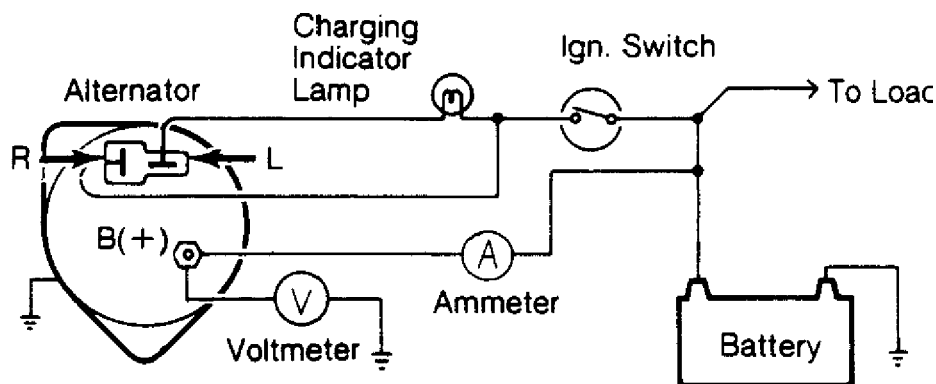 Charging
Indicator
Lamp
Ign. Switch
Alternator
To Load
R
L
B(+)
A
Ammeter
V
Voltmeter
Battery